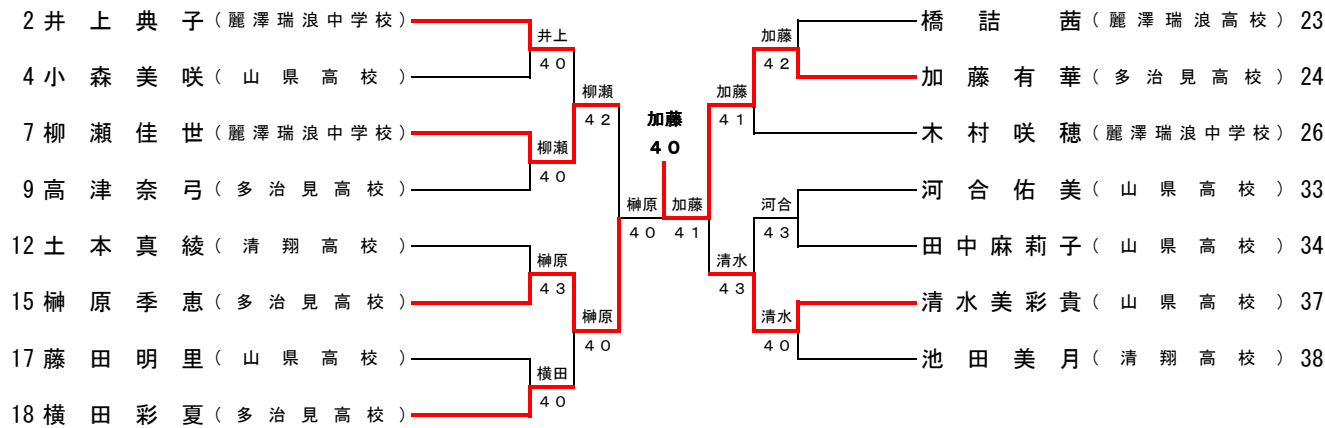 2 井上典子 (麗澤瑞浪中学校)
4 小森美咲 (山県高校)
7 柳瀬佳世 (麗澤瑞浪中学校)
9 高津奈弓 (多治見高校)
12 土本真綾 (清翔高校)
15 榊原季恵 (多治見高校)
17 藤田明里 (山県高校)
18 横田彩夏 (多治見高校)
井上
40
柳瀬
40
榊原
43
横田
40
柳瀬
42
榊原
40
榊原
40
加藤
40
加藤
41
加藤
41
清水
43
加藤
42
河合
43
清水
40
橋詰茜 (麗澤瑞浪高校) 23
加藤有華 (多治見高校) 24
木村咲穂 (麗澤瑞浪中学校) 26
河合佑美 (山県高校) 33
田中麻莉子 (山県高校) 34
清水美彩貴 (山県高校) 37
池田美月 (清翔高校) 38